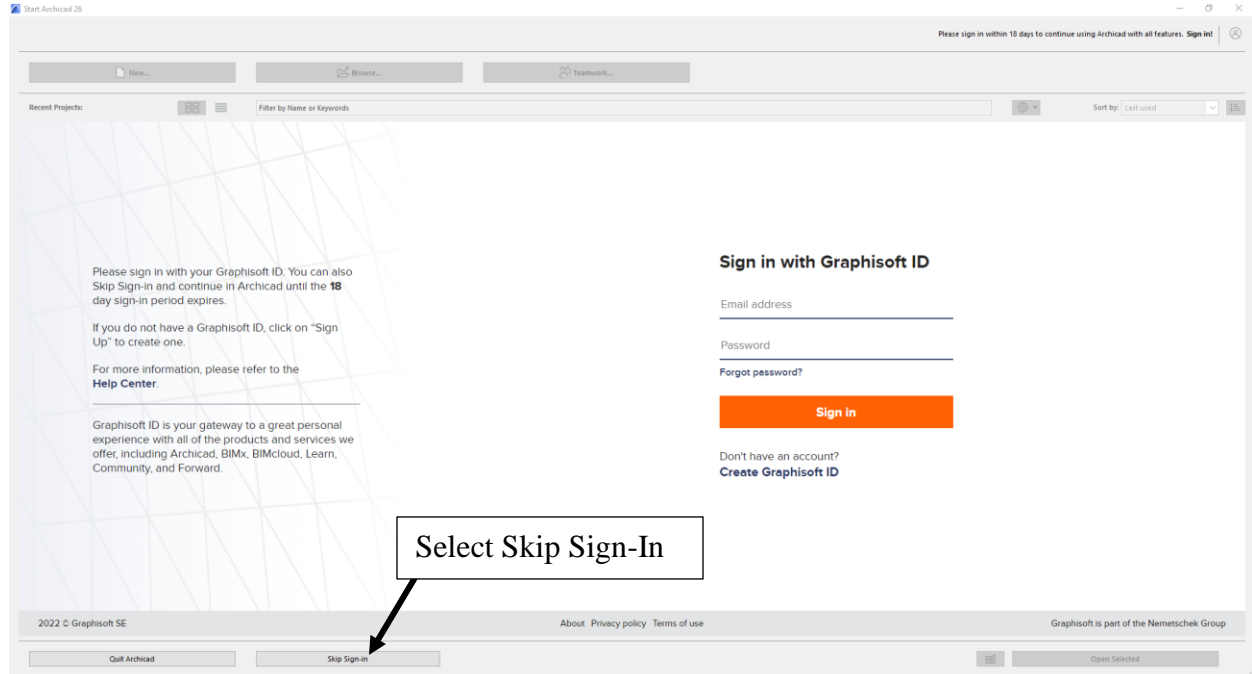 Start Archicad 26
Please sign in within 18 days to continue using Archicad with all features. Sign in!
New... Browse... Teamwork...
Recent Projects: Filter by Name or Keywords Sort by: Last used
Please sign in with your Graphisoft ID. You can also
Skip Sign-in and continue in Archicad until the 18
day sign-in period expires.
If you do not have a Graphisoft ID, click on “Sign
Up” to create one.
For more information, please refer to the
Help Center.
Graphisoft ID is your gateway to a great personal
experience with all of the products and services we
offer, including Archicad, BIMx, BIMcloud, Learn,
Community, and Forward.
Sign in with Graphisoft ID
Email address
Password
Forgot password?
Sign in
Don't have an account?
Create Graphisoft ID
Select Skip Sign-In
2022 © Graphisoft SE About Privacy policy Terms of use Graphisoft is part of the Nemetschek Group
Quit Archicad Skip Sign-in Open Selected